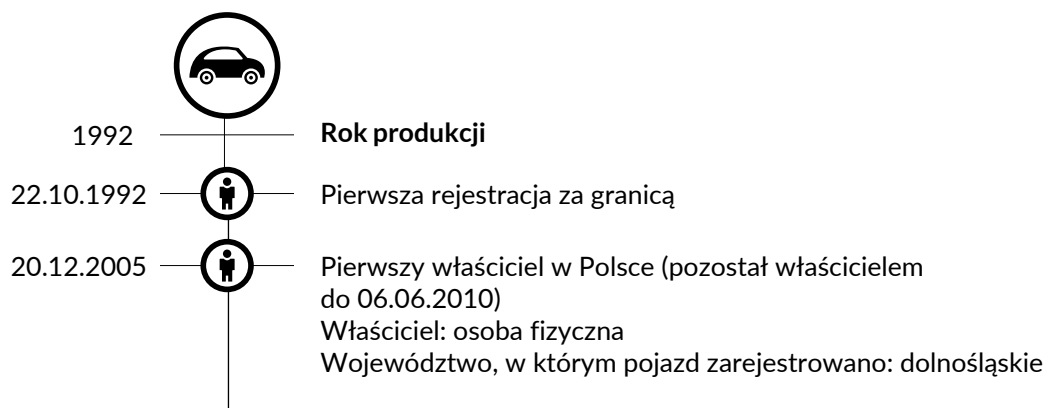 1992 Rok produkcji
22.10.1992 Pierwsza rejestracja za granicą
20.12.2005 Pierwszy właściciel w Polsce (pozostał właścicielem
do 06.06.2010)
Właściciel: osoba fizyczna
Województwo, w którym pojazd zarejestrowano: dolnośląskie